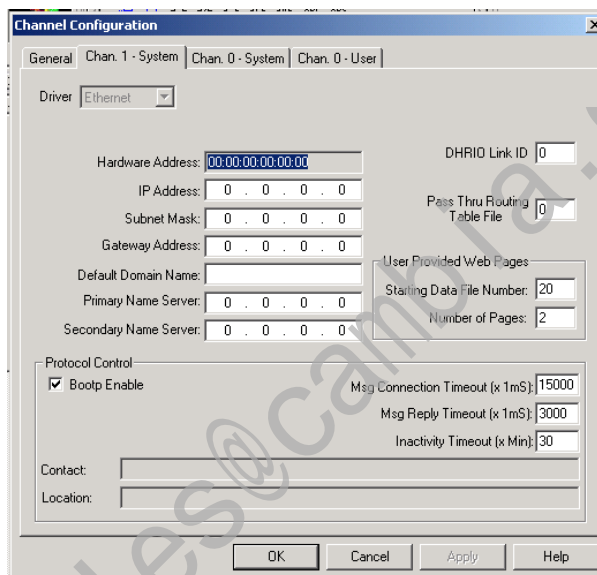 Channel Configuration
General Chan. 1 - System Chan. 0 - System Chan. 0 - User
Driver Ethernet
Hardware Address: 00:00:00:00:00:00
DHRIO Link ID 0
IP Address: 0 . 0 . 0 . 0
Subnet Mask: 0 . 0 . 0 . 0
Pass Thru Routing
Table File 0
Gateway Address: 0 . 0 . 0 . 0
Default Domain Name:
Primary Name Server: 0 . 0 . 0 . 0
Secondary Name Server: 0 . 0 . 0 . 0
User Provided Web Pages
Starting Data File Number: 20
Number of Pages: 2
Protocol Control
Bootp Enable
Msg Connection Timeout (x 1mS): 15000
Msg Reply Timeout (x 1mS): 3000
Inactivity Timeout (x Min): 30
Contact:
Location:
OK Cancel Apply Help
les@cambia.